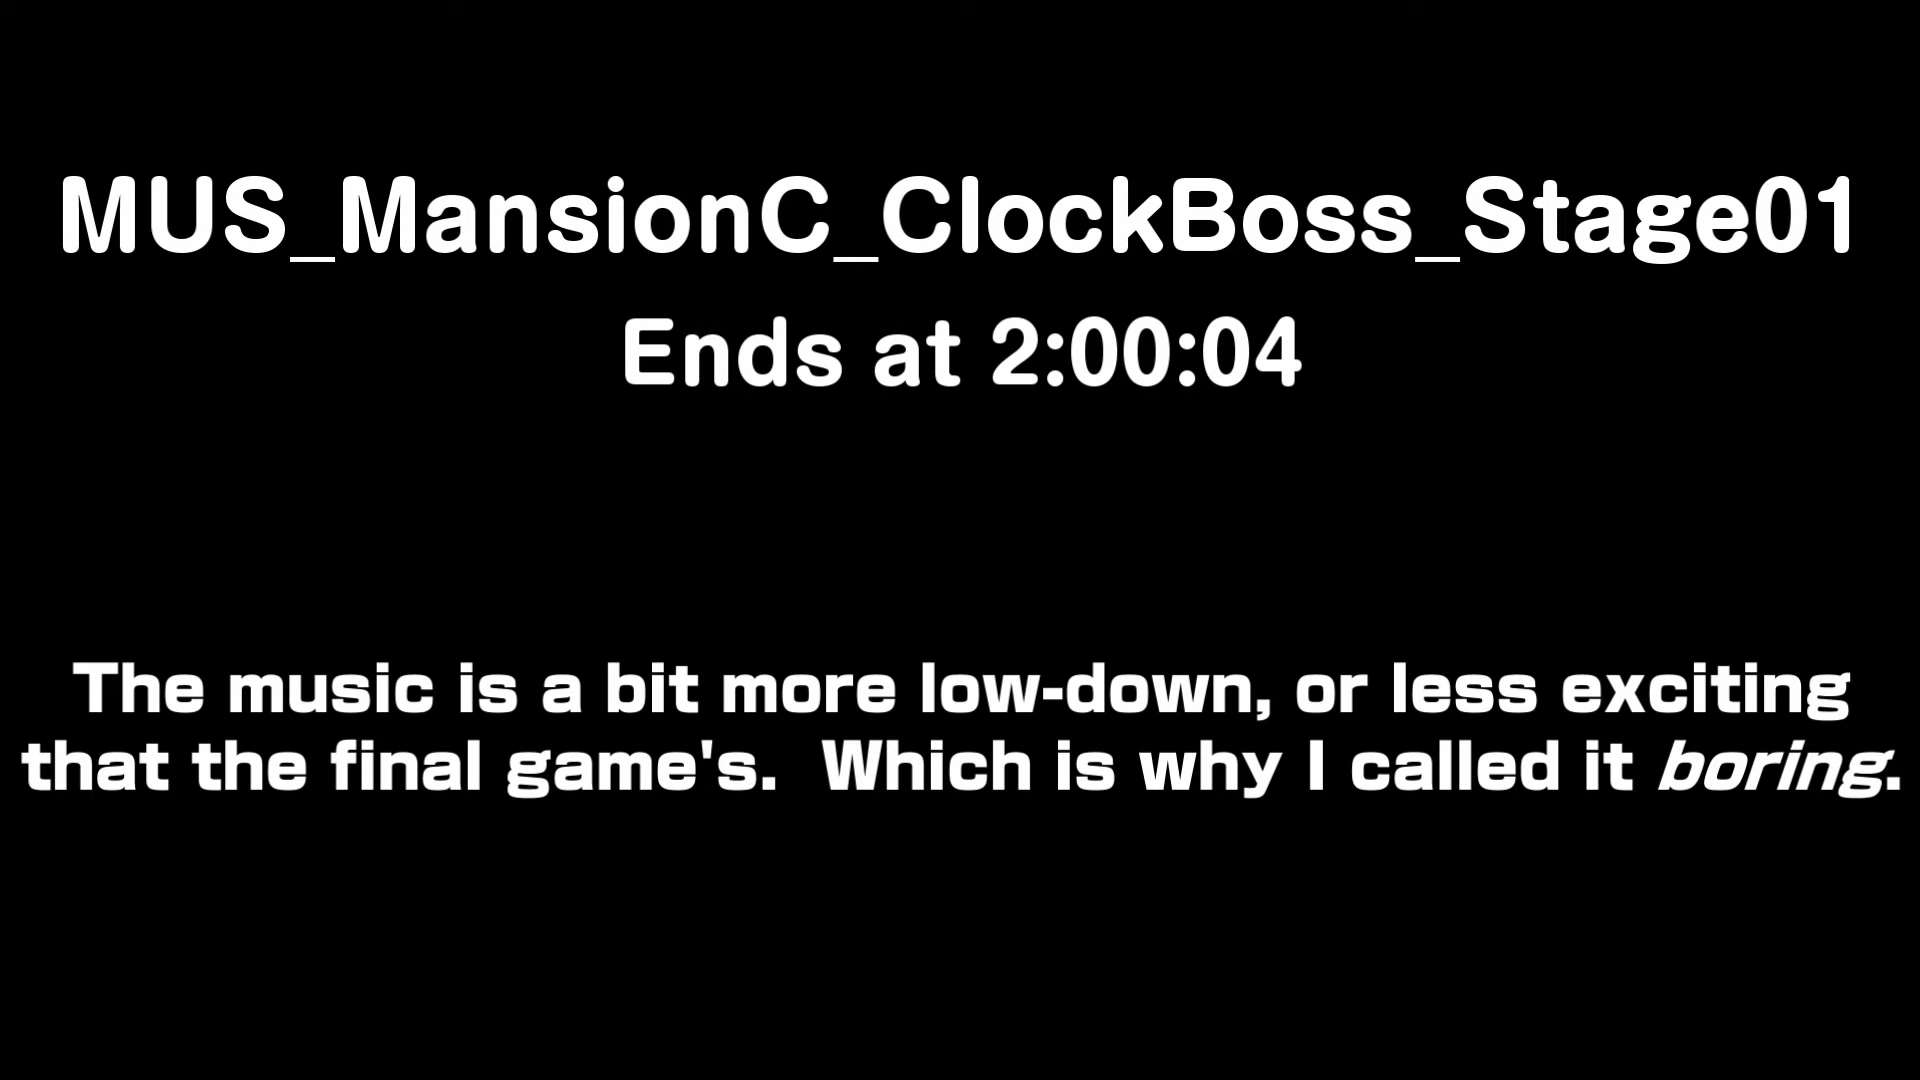 MUS_MansionC_ClockBoss_Stage01
Ends at 2:00:04
The music is a bit more low-down, or less exciting
that the final game's.  Which is why I called it boring.